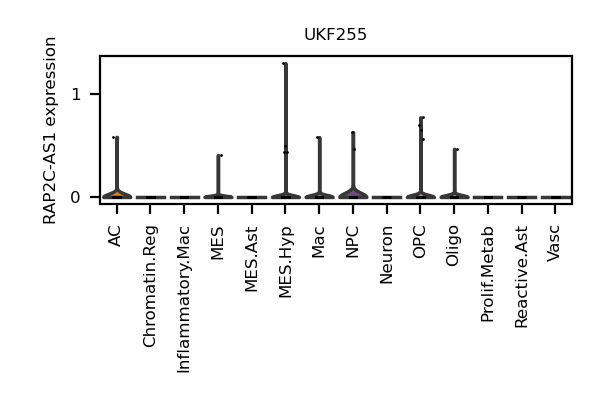 UKF255
RAP2C-AS1 expression
1
0
AC
Chromatin.Reg
Inflammatory.Mac
MES
MES.Ast
MES.Hyp
Mac
NPC
Neuron
OPC
Oligo
Prolif.Metab
Reactive.Ast
Vasc